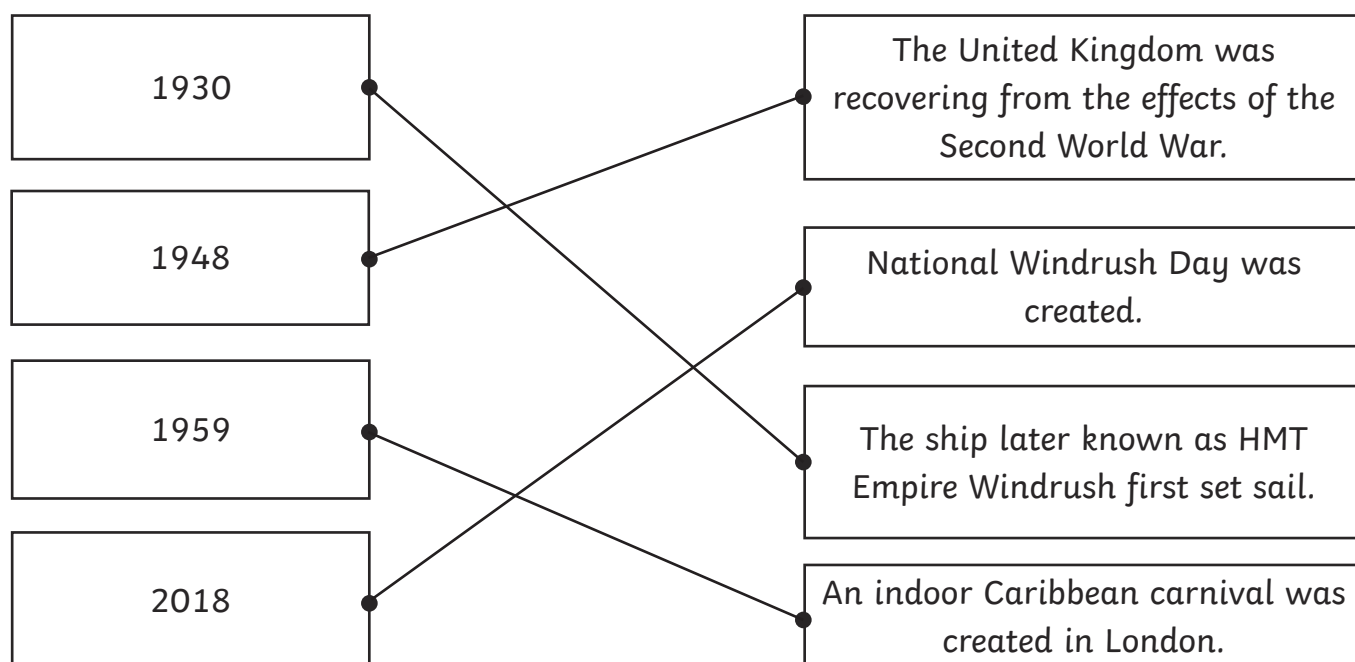 1930
1948
1959
2018
The United Kingdom was
recovering from the effects of the
Second World War.
National Windrush Day was
created.
The ship later known as HMT
Empire Windrush first set sail.
An indoor Caribbean carnival was
created in London.